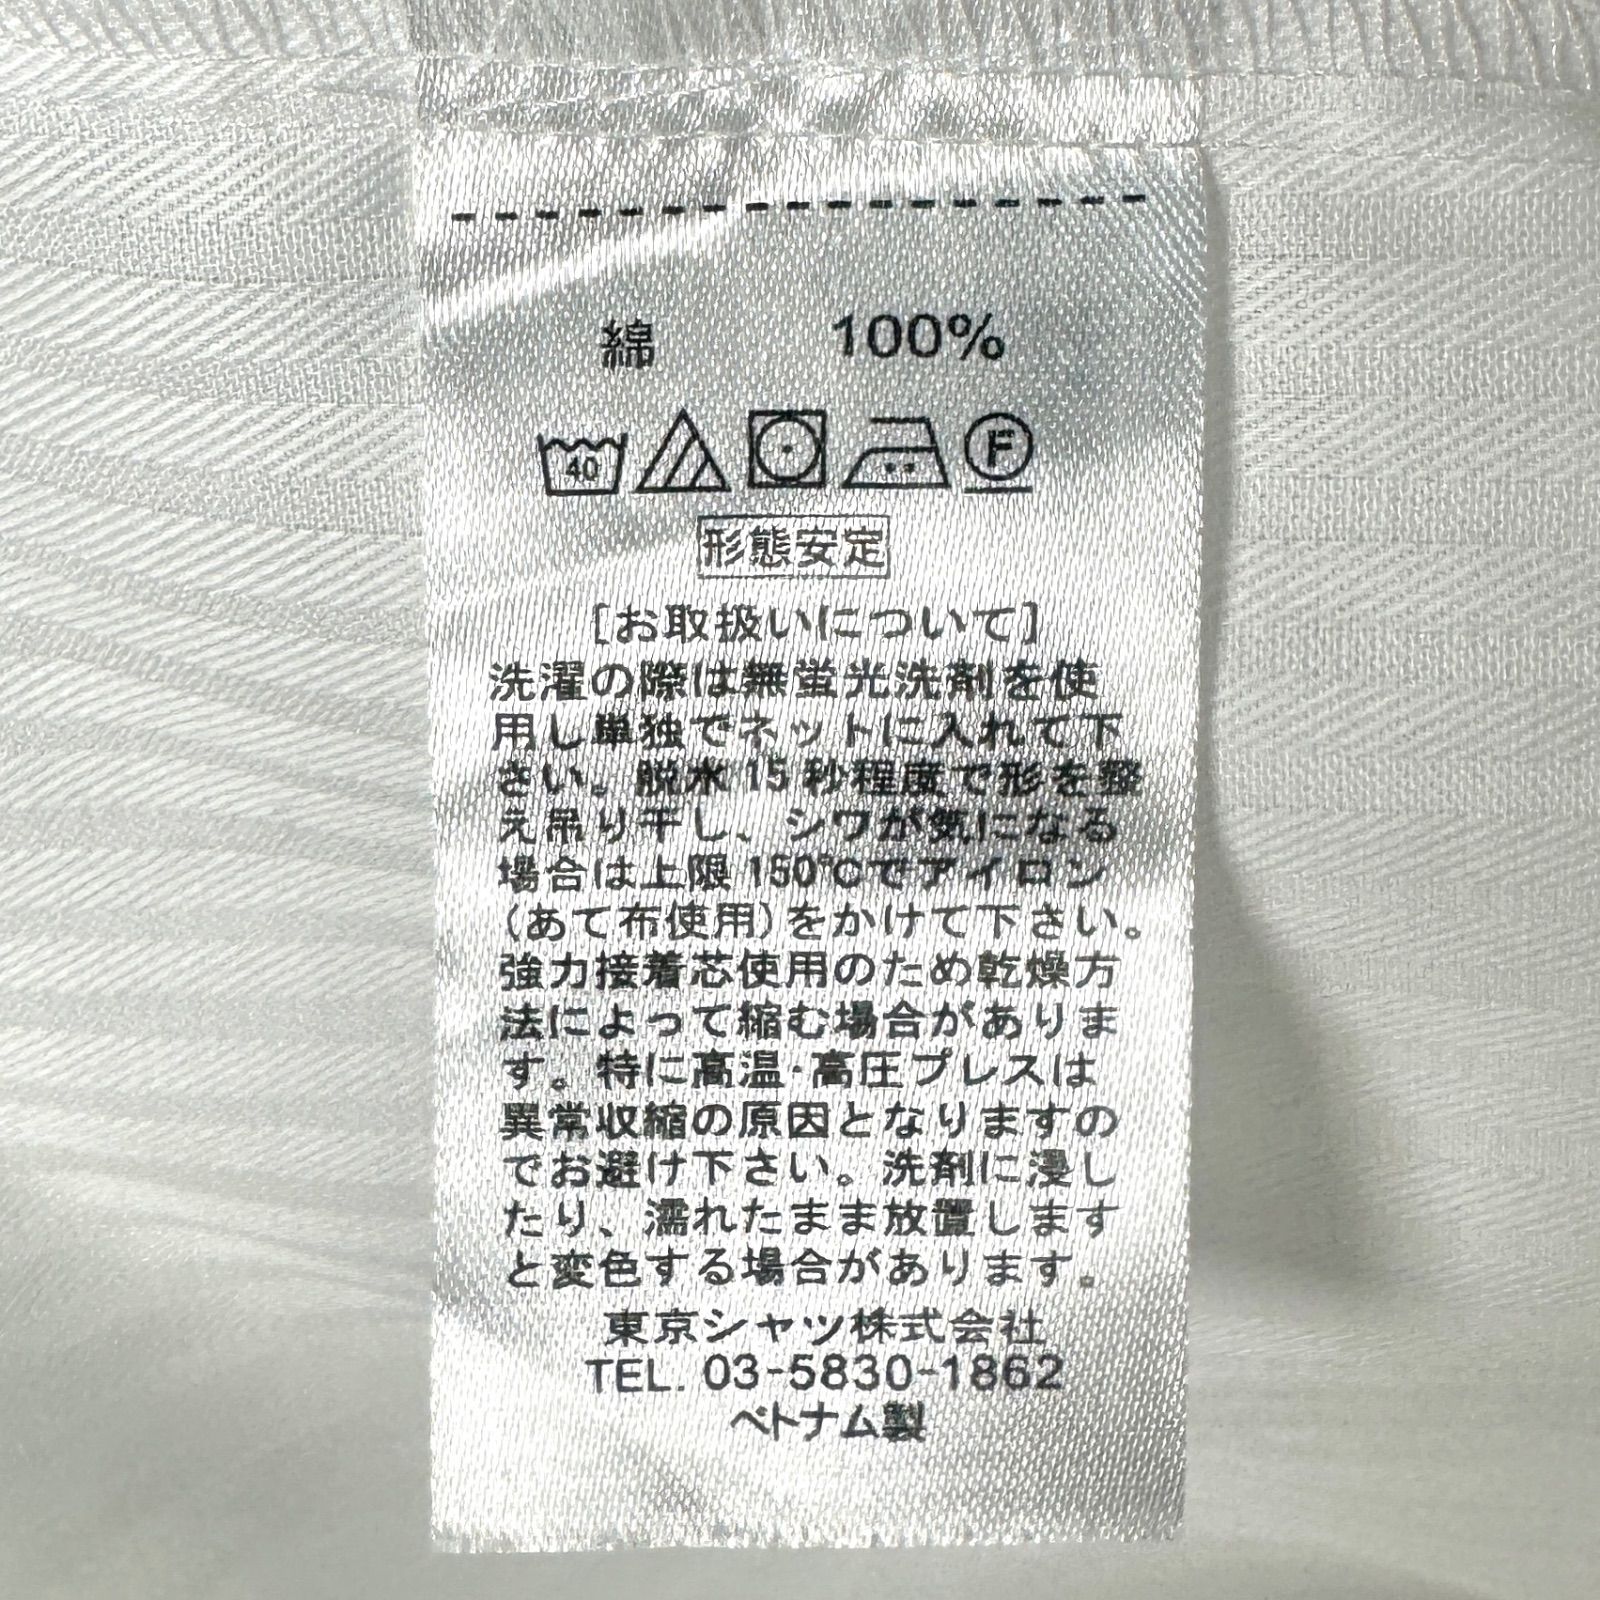 綿 100%
40 F
形態安定
[お取扱いについて]
洗濯の際は無蛍光洗剤を使
用し単独でネットに入れて下
さい。脱水15秒程度で形を整
え吊り干し、シワが気になる
場合は上限150℃でアイロン
(あて布使用)をかけて下さい。
強力接着芯使用のため乾燥方
法によって縮む場合がありま
す。特に高温·高圧プレスは
異常収縮の原因となりますの
でお避け下さい。洗剤に浸し
たり、濡れたまま放置します
と変色する場合があります。
東京シャツ株式会社
TEL. 03-5830-1862
ベトナム製